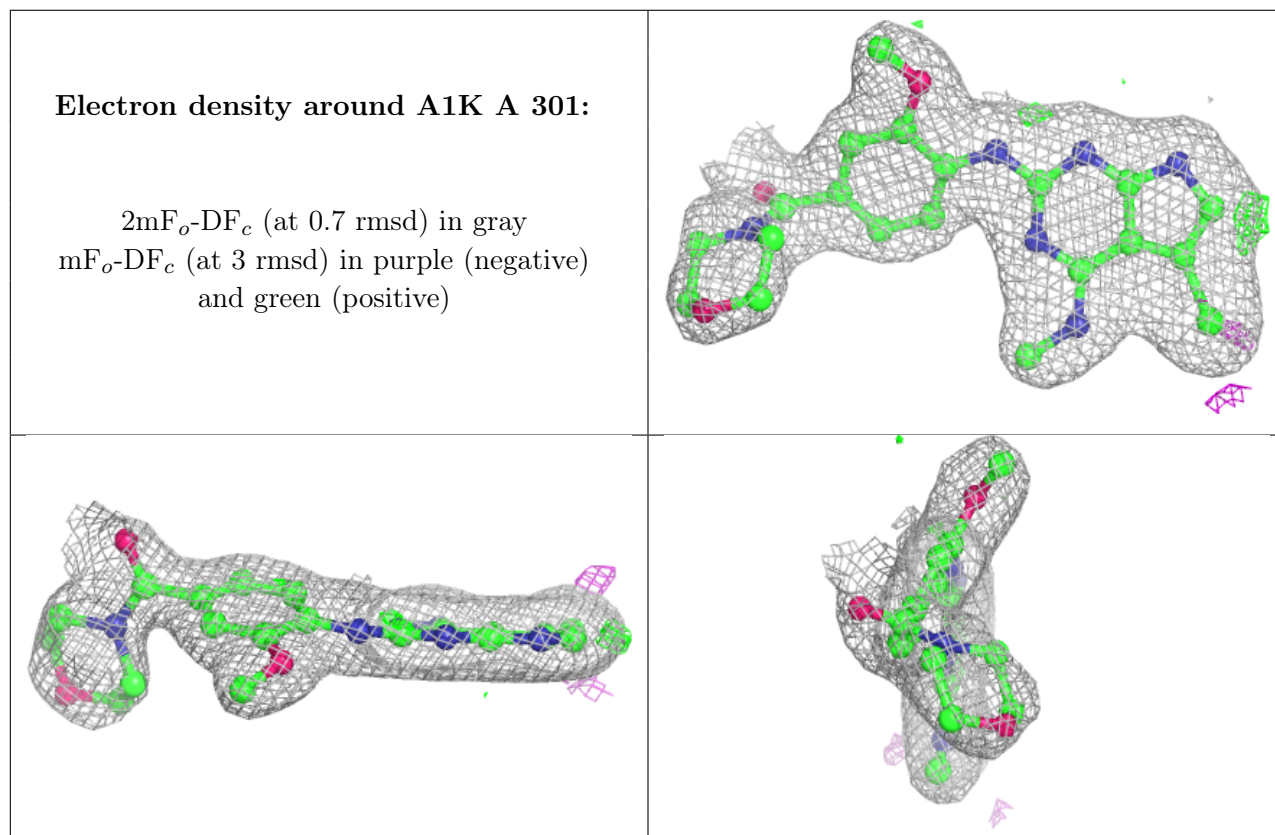 Electron density around A1K A 301:
2mFo-DFc (at 0.7 rmsd) in gray
mFo-DFc (at 3 rmsd) in purple (negative)
and green (positive)